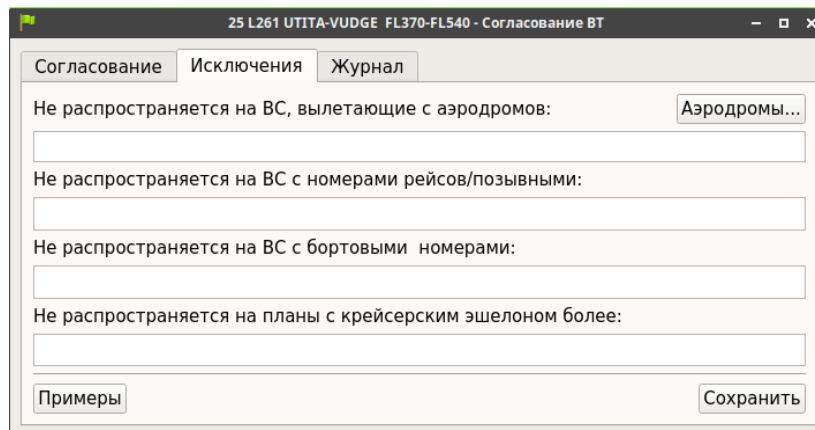 25 L261 UTITA-VUDGE FL370-FL540 - Согласование ВТ
Согласование Исключения Журнал
Не распространяется на ВС, вылетающие с аэродромов: Аэродромы...
Не распространяется на ВС с номерами рейсов/позывными:
Не распространяется на ВС с бортовыми номерами:
Не распространяется на планы с крейсерским эшелоном более:
Примеры Сохранить